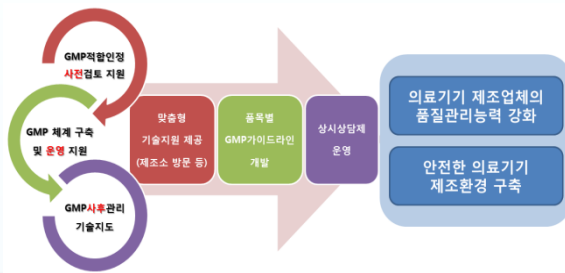 GMP적합인정
사전검토 지원
GMP 체계 구축
및 운영 지원
GMP사후관리
기술지도
맞춤형
기술지원 제공
(제조소 방문 등)
품목별
GMP가이드라인
개발
상시상담제
운영
의료기기 제조업체의
품질관리능력 강화
안전한 의료기기
제조환경 구축